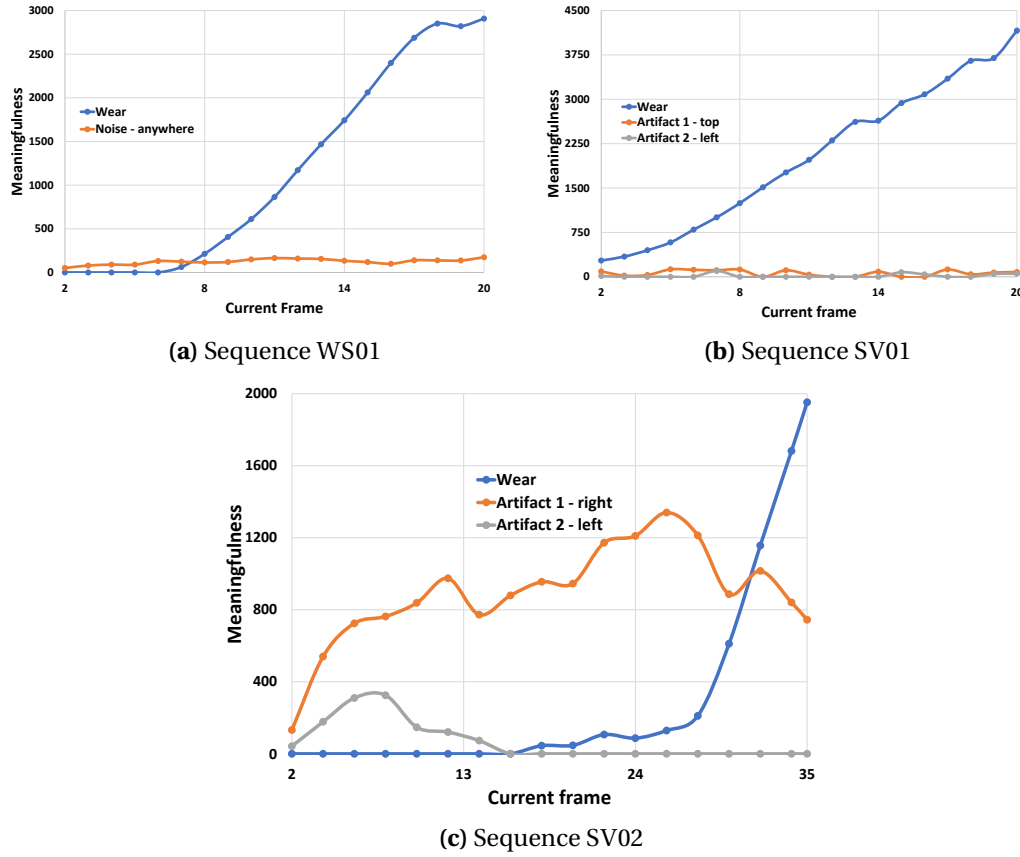 3000
2500
2000
1500
1000
500
0
Meaningfulness
Wear
Noise - anywhere
2 8 14 20
Current Frame
(a) Sequence WS01
4500
3750
3000
2250
1500
750
0
Meaningfulness
Wear
Artifact 1 - top
Artifact 2 - left
2 8 14 20
Current frame
(b) Sequence SV01
2000
1600
1200
800
400
0
Meaningfulness
Wear
Artifact 1 - right
Artifact 2 - left
2 13 24 35
Current frame
(c) Sequence SV02